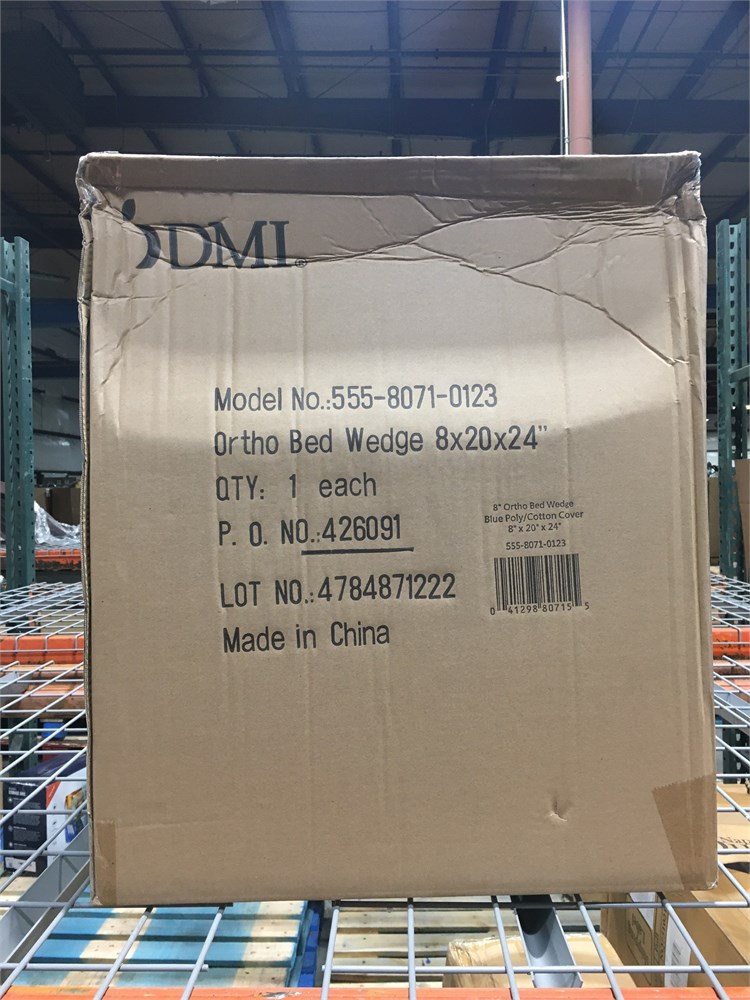 DMI®
Model No.:555-8071-0123
Ortho Bed Wedge 8x20x24"
QTY: 1 each
P. O. NO.:426091
LOT NO.:4784871222
Made in China
8" Ortho Bed Wedge
Blue Poly/Cotton Cover
8" x 20" x 24"
555-8071-0123
0 41298 80715 5